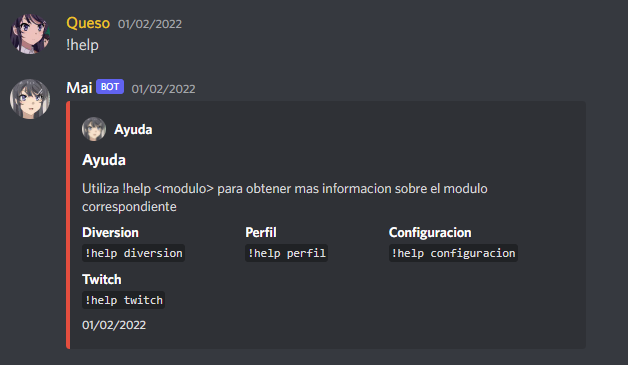 Queso 01/02/2022
!help
Mai BOT 01/02/2022
Ayuda
Ayuda
Utiliza !help <modulo> para obtener mas informacion sobre el modulo
correspondiente
Diversion Perfil Configuracion
!help diversion !help perfil !help configuracion
Twitch
!help twitch
01/02/2022